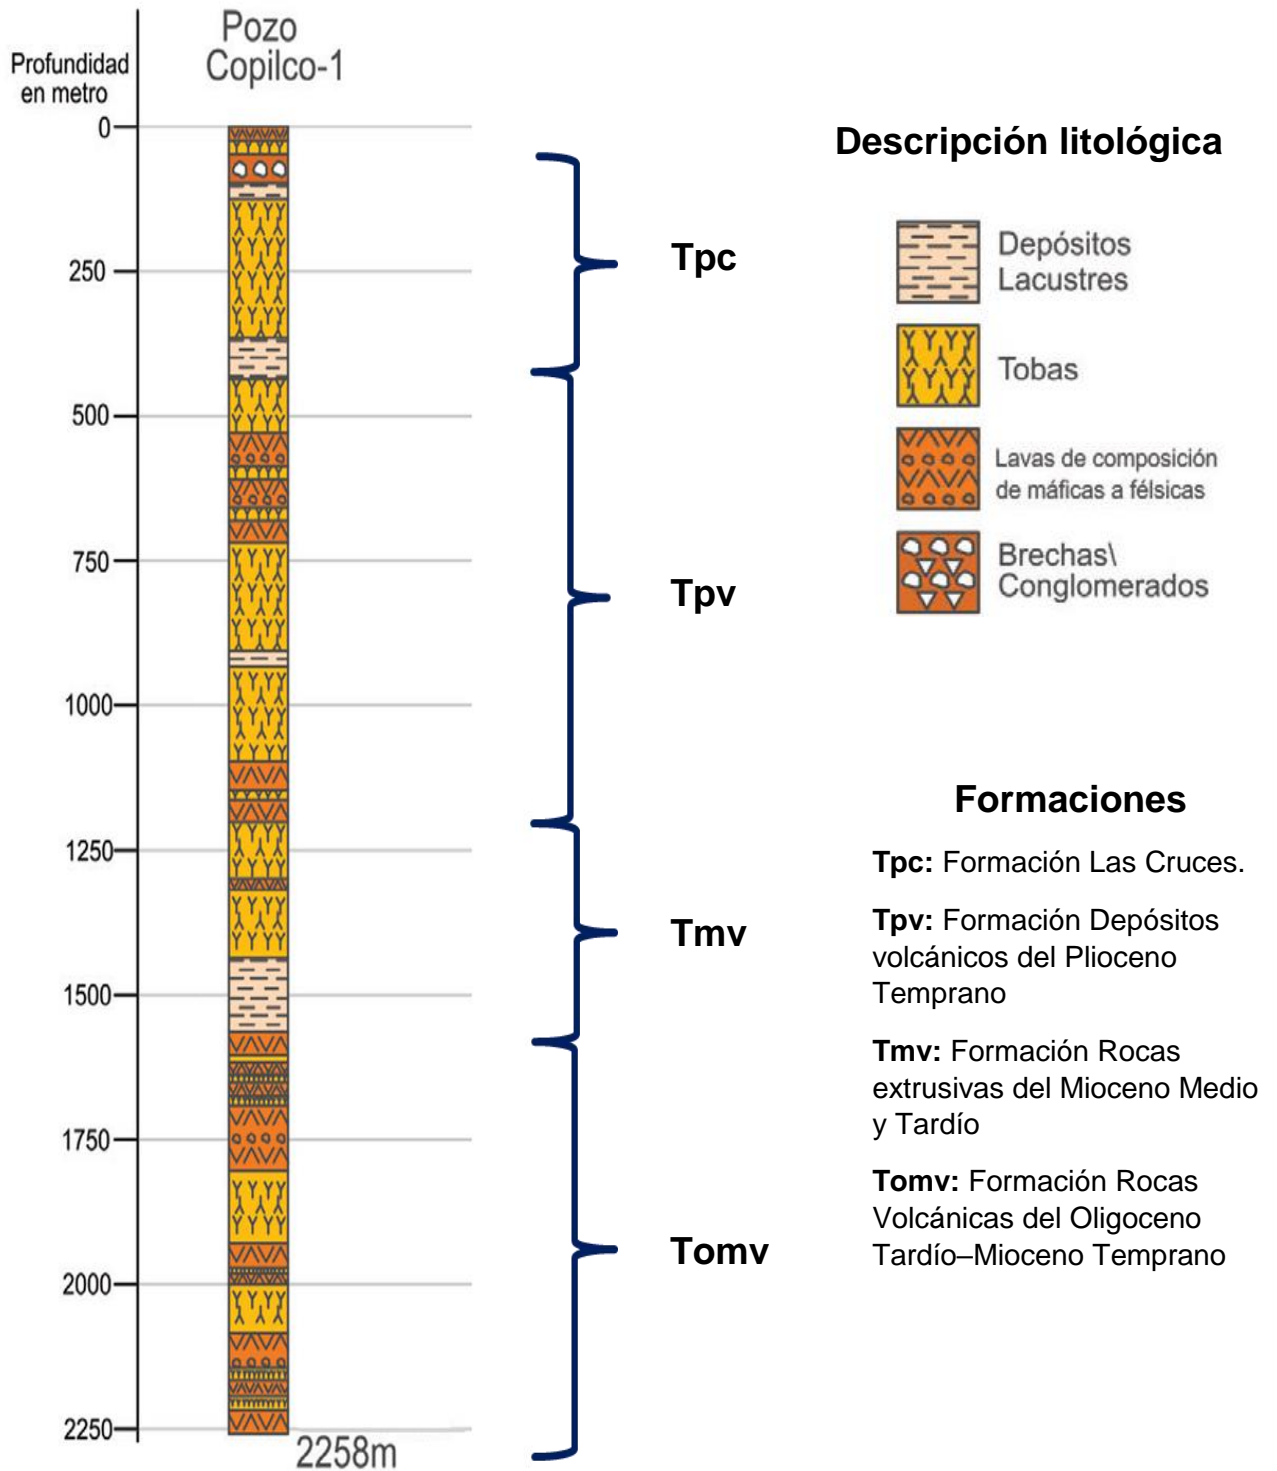 Pozo
Copilco-1
Profundidad
en metro
0
250
500
750
1000
1250
1500
1750
2000
2250
2258m
Tpc
Tpv
Tmv
Tomv
Descripción litológica
Depósitos
Lacustres
Tobas
Lavas de composición
de máficas a félsicas
Brechas\
Conglomerados
Formaciones
Tpc: Formación Las Cruces.
Tpv: Formación Depósitos
volcánicos del Plioceno
Temprano
Tmv: Formación Rocas
extrusivas del Mioceno Medio
y Tardío
Tomv: Formación Rocas
Volcánicas del Oligoceno
Tardío–Mioceno Temprano